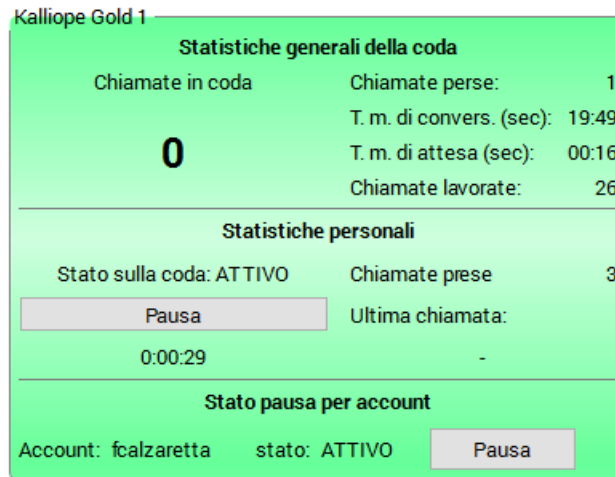 Kalliope Gold 1
Statistiche generali della coda
Chiamate in coda
0
Chiamate perse: 1
T. m. di convers. (sec): 19:49
T. m. di attesa (sec): 00:16
Chiamate lavorate: 26
Statistiche personali
Stato sulla coda: ATTIVO
Pausa
0:00:29
Chiamate prese 3
Ultima chiamata:
-
Stato pausa per account
Account: fcalzaretta stato: ATTIVO Pausa